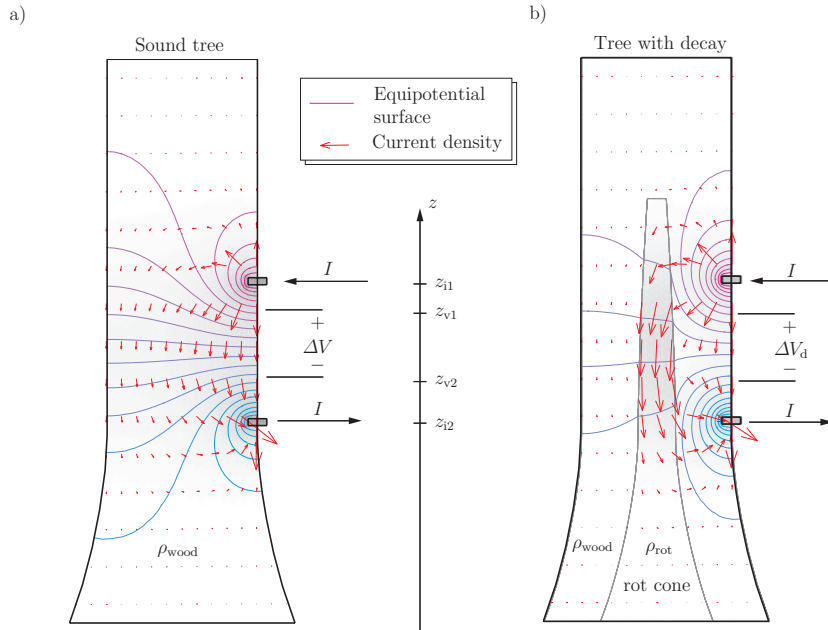 a)
Sound tree
b)
Tree with decay
Equipotential
surface
Current density
z
I
z_i1
z_v1
+
ΔV
−
z_v2
I
z_i2
ρ_wood
I
+
ΔV_d
−
I
ρ_wood
ρ_rot
rot cone